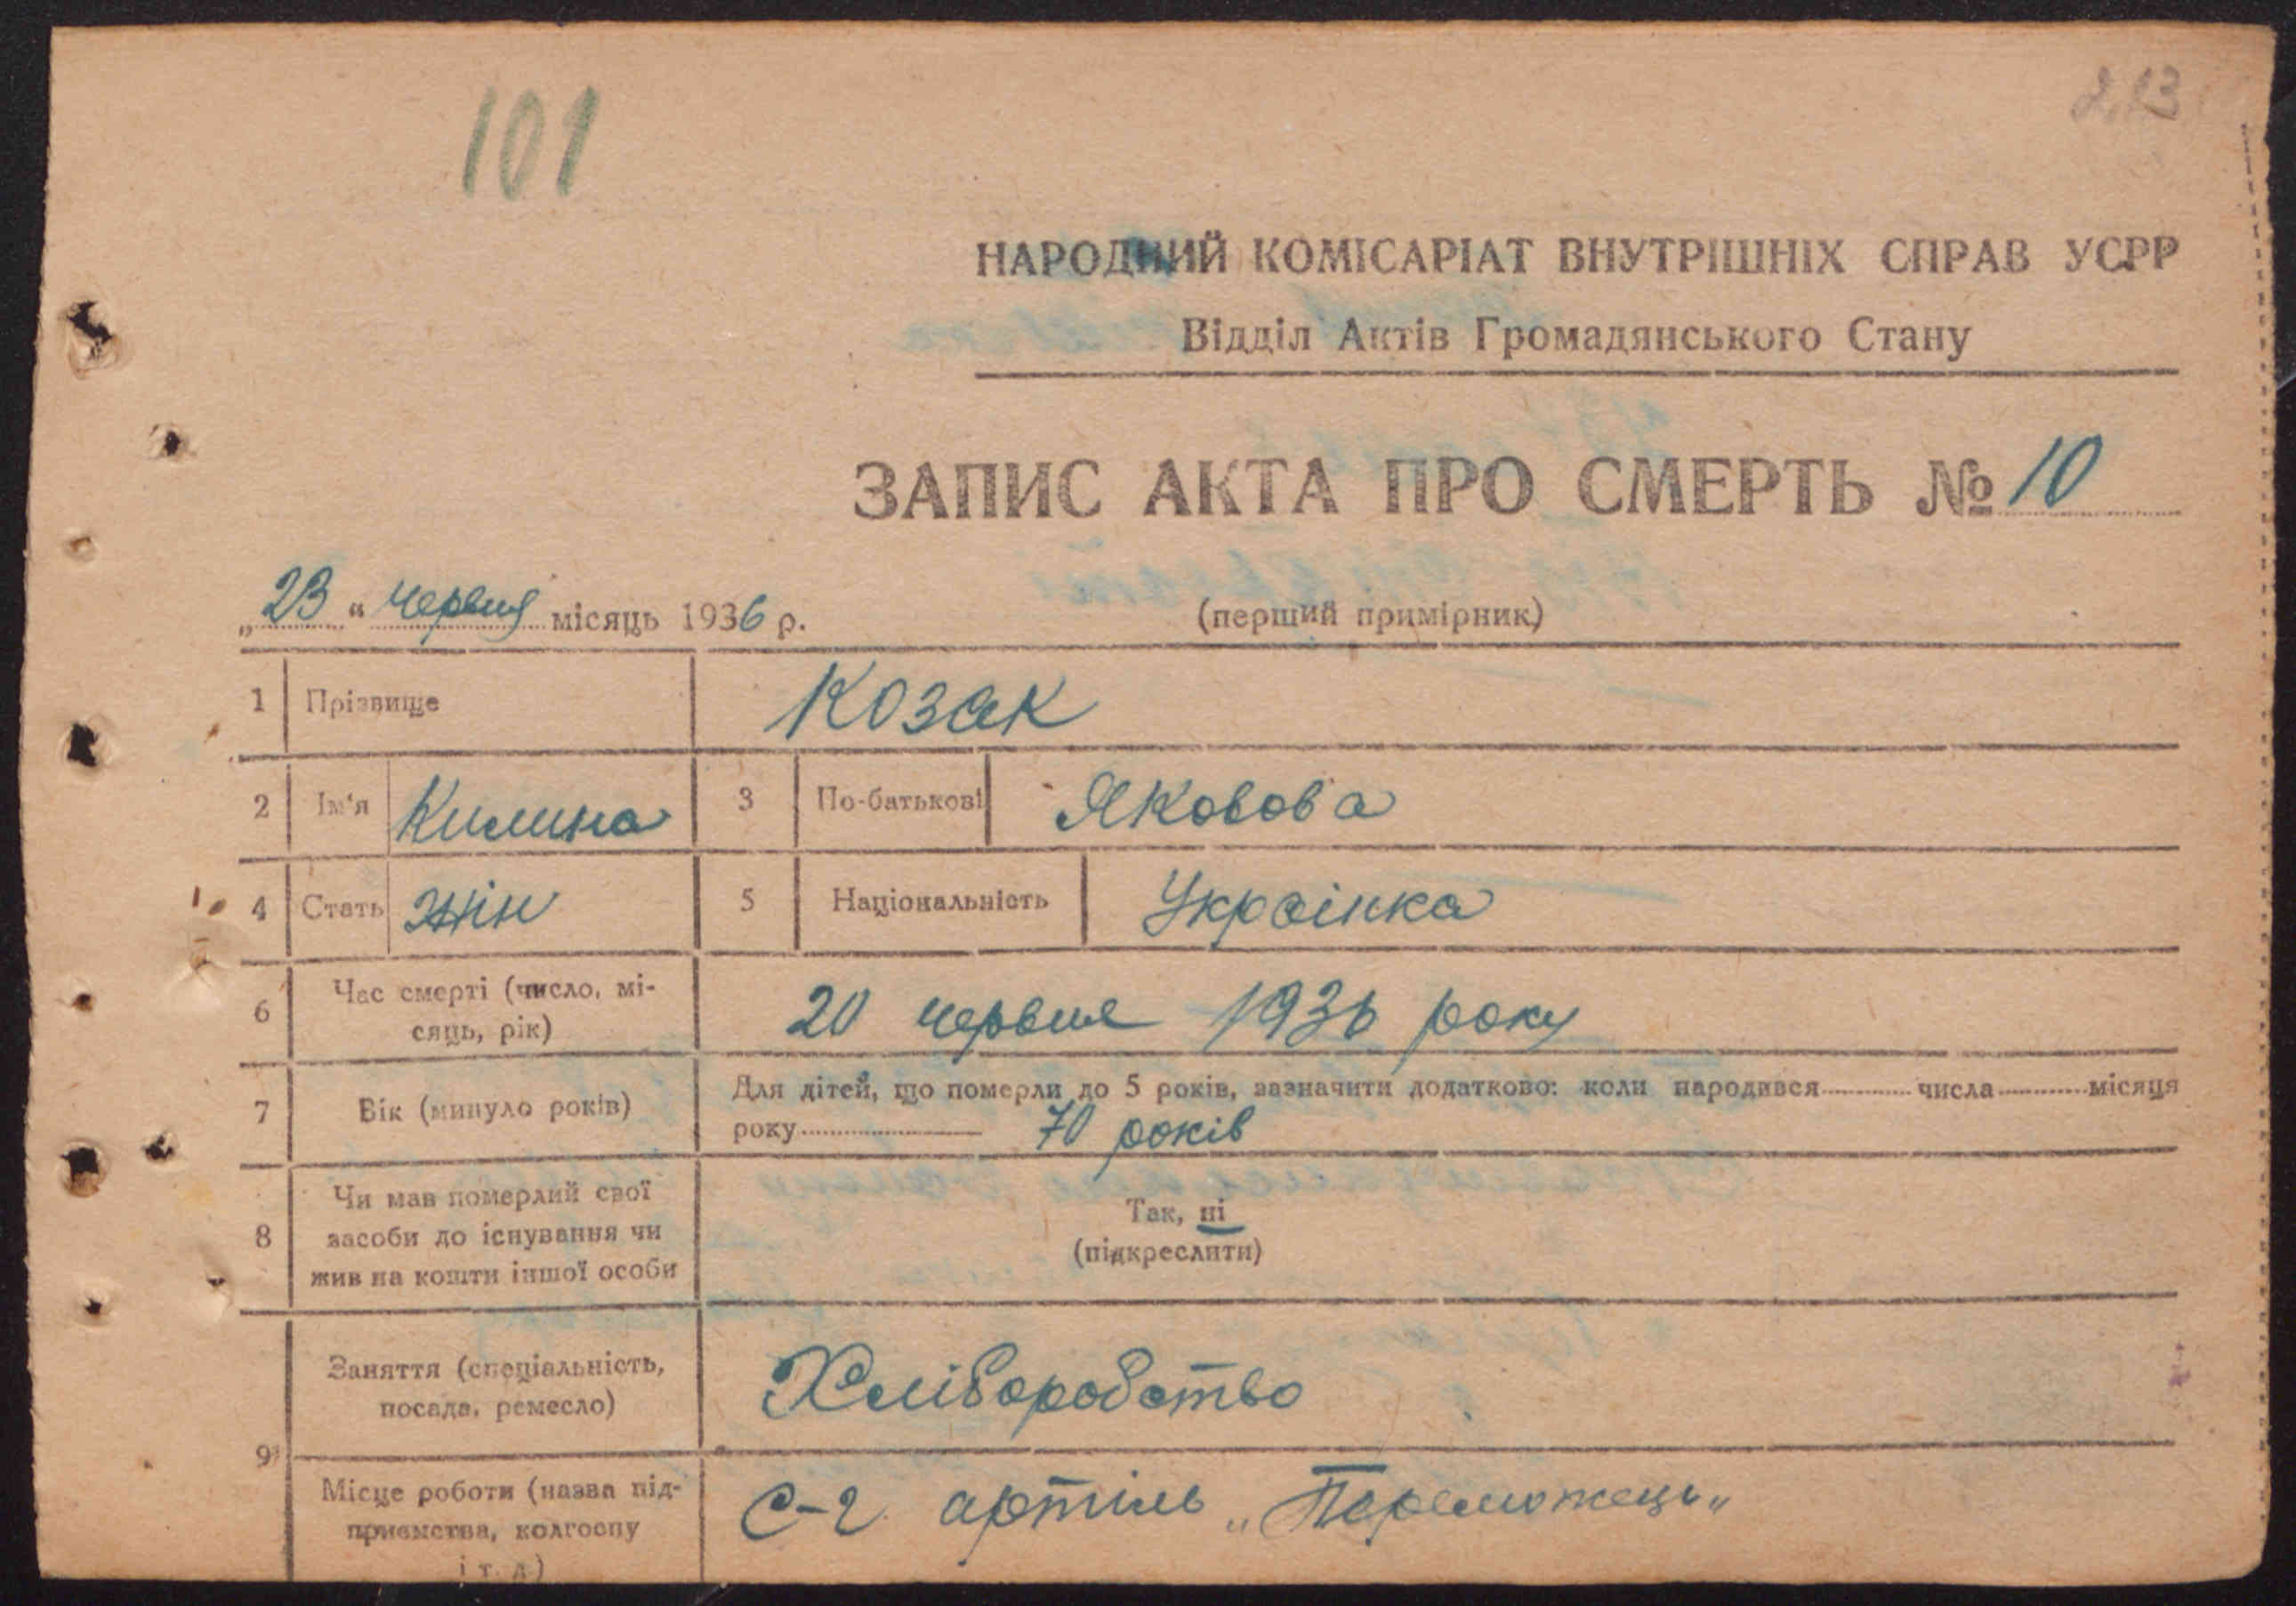 101
213
НАРОДНИЙ КОМІСАРІАТ ВНУТРІШНІХ СПРАВ УСРР
Відділ Актів Громадянського Стану
ЗАПИС АКТА ПРО СМЕРТЬ № 10
„23“ червня місяць 1936 р.
(перший примірник)
1 Прізвище Козак
2 Ім'я Килина 3 По-батькові Яковова
4 Стать жін 5 Національність Українка
6 Час смерті (число, мі-
сяць, рік) 20 червня 1936 року
7 Вік (минуло років) Для дітей, що померли до 5 років, зазначити додатково: коли народився числа місяця
року 70 років
8 Чи мав померлий свої
засоби до існування чи
жив на кошти іншої особи
Так, ні
(підкреслити)
9 Заняття (спеціальність,
посада, ремесло) Хліборобство
Місце роботи (назва під-
приємства, колгоспу
і т. д.) С-г. артіль „Переможець"